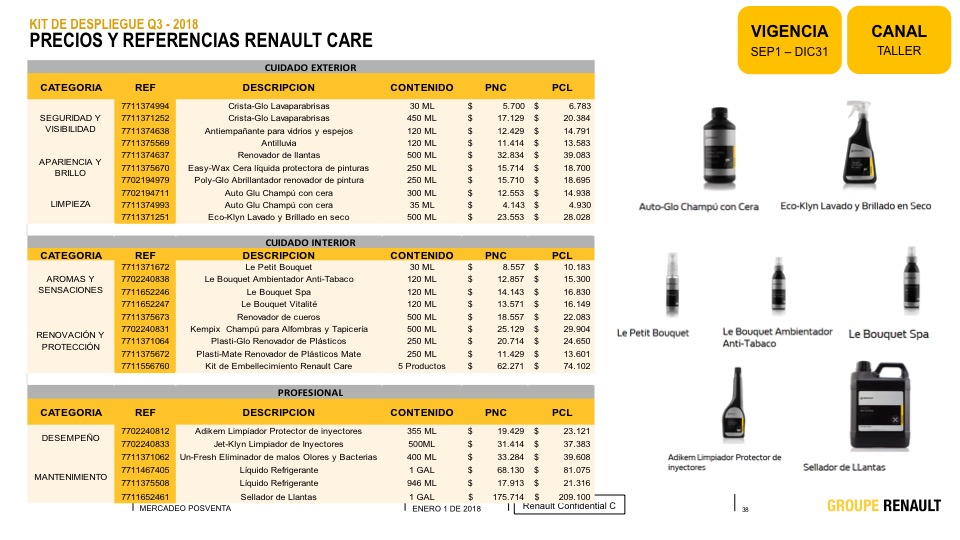 KIT DE DESPLIEGUE Q3 - 2018
PRECIOS Y REFERENCIAS RENAULT CARE
VIGENCIA
SEP1 – DIC31
CANAL
TALLER
CUIDADO EXTERIOR
CATEGORIA REF DESCRIPCION CONTENIDO PNC PCL
SEGURIDAD Y VISIBILIDAD
7711374994 Crista-Glo Lavaparabrisas 30 ML $ 5.700 $ 6.783
7711371252 Crista-Glo Lavaparabrisas 450 ML $ 17.129 $ 20.384
7711374638 Antiempañante para vidrios y espejos 120 ML $ 12.429 $ 14.791
7711375569 Antilluvia 120 ML $ 11.414 $ 13.583
APARIENCIA Y BRILLO
7711374637 Renovador de llantas 500 ML $ 32.834 $ 39.083
7711375670 Easy-Wax Cera líquida protectora de pinturas 250 ML $ 15.714 $ 18.700
7702194979 Poly-Glo Abrillantador renovador de pintura 250 ML $ 15.710 $ 18.695
LIMPIEZA
7702194711 Auto Glu Champú con cera 300 ML $ 12.553 $ 14.938
7711374993 Auto Glu Champú con cera 35 ML $ 4.143 $ 4.930
7711371251 Eco-Klyn Lavado y Brillado en seco 500 ML $ 23.553 $ 28.028
CUIDADO INTERIOR
CATEGORIA REF DESCRIPCION CONTENIDO PNC PCL
AROMAS Y SENSACIONES
7711371672 Le Petit Bouquet 30 ML $ 8.557 $ 10.183
7702240838 Le Bouquet Ambientador Anti-Tabaco 120 ML $ 12.857 $ 15.300
7711652246 Le Bouquet Spa 120 ML $ 14.143 $ 16.830
7711652247 Le Bouquet Vitalité 120 ML $ 13.571 $ 16.149
RENOVACIÓN Y PROTECCIÓN
7711375673 Renovador de cueros 500 ML $ 18.557 $ 22.083
7702240831 Kempix Champú para Alfombras y Tapicería 500 ML $ 25.129 $ 29.904
7711371064 Plasti-Glo Renovador de Plásticos 250 ML $ 20.714 $ 24.650
7711375672 Plasti-Mate Renovador de Plásticos Mate 250 ML $ 11.429 $ 13.601
7711556760 Kit de Embellecimiento Renault Care 5 Productos $ 62.271 $ 74.102
PROFESIONAL
CATEGORIA REF DESCRIPCION CONTENIDO PNC PCL
DESEMPEÑO
7702240812 Adikem Limpiador Protector de inyectores 355 ML $ 19.429 $ 23.121
7702240833 Jet-Klyn Limpiador de Inyectores 500ML $ 31.414 $ 37.383
MANTENIMIENTO
7711371062 Un-Fresh Eliminador de malos Olores y Bacterias 400 ML $ 33.284 $ 39.608
7711467405 Líquido Refrigerante 1 GAL $ 68.130 $ 81.075
7711375508 Líquido Refrigerante 946 ML $ 17.913 $ 21.316
7711652461 Sellador de Llantas 1 GAL $ 175.714 $ 209.100
Auto-Glo Champú con Cera
Eco-Klyn Lavado y Brillado en Seco
Le Petit Bouquet
Le Bouquet Ambientador
Anti-Tabaco
Le Bouquet Spa
Adikem Limpiador Protector de
inyectores
Sellador de LLantas
MERCADEO POSVENTA
ENERO 1 DE 2018
Renault Confidential C
38
GROUPE RENAULT